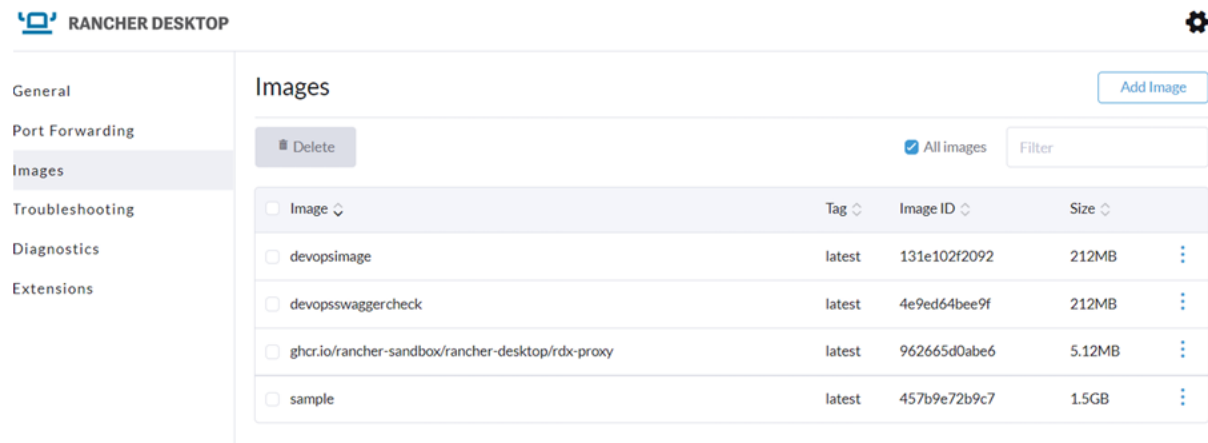 RANCHER DESKTOP
General
Port Forwarding
Images
Troubleshooting
Diagnostics
Extensions
Images
Add Image
Delete
All images
Filter
Image Tag Image ID Size
devopsimage latest 131e102f2092 212MB
devopsswaggercheck latest 4e9ed64bee9f 212MB
ghcr.io/rancher-sandbox/rancher-desktop/rdx-proxy latest 962665d0abe6 5.12MB
sample latest 457b9e72b9c7 1.5GB